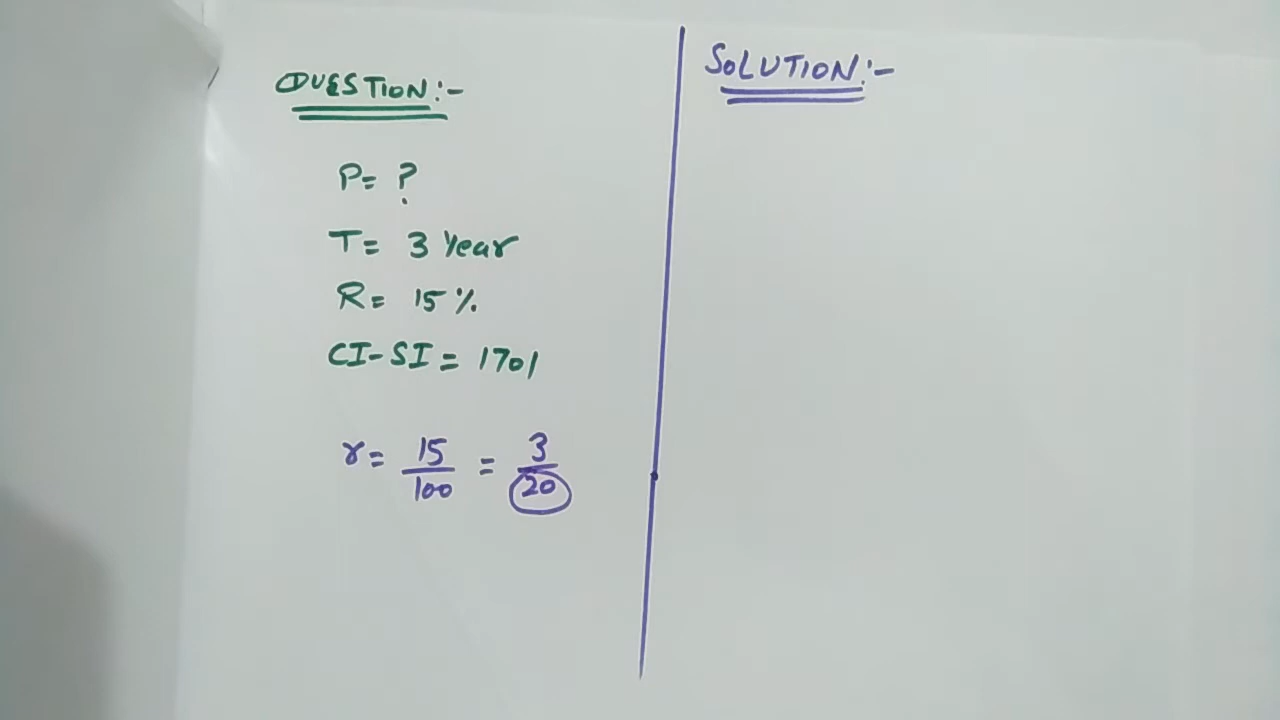 QUESTION:-
P= ?
T= 3 Year
R= 15%
CI-SI = 1701
r= 15/100 = 3/20
SOLUTION:-